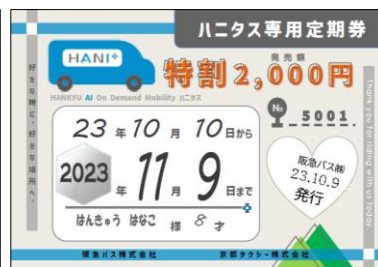 ハニタス専用定期券
HANI+
発売額
特割2,000円
HANKYU AI On Demand Mobility ハニタス
好きな時に、好きな場所へ。
23年10月10日から
2023年11月9日まで
はんきゅう はなこ 様 8才
No 5001.
阪急バス㈱
23.10.9
発行
Thank you for riding with us today.
阪急バス株式会社 京都タクシー株式会社